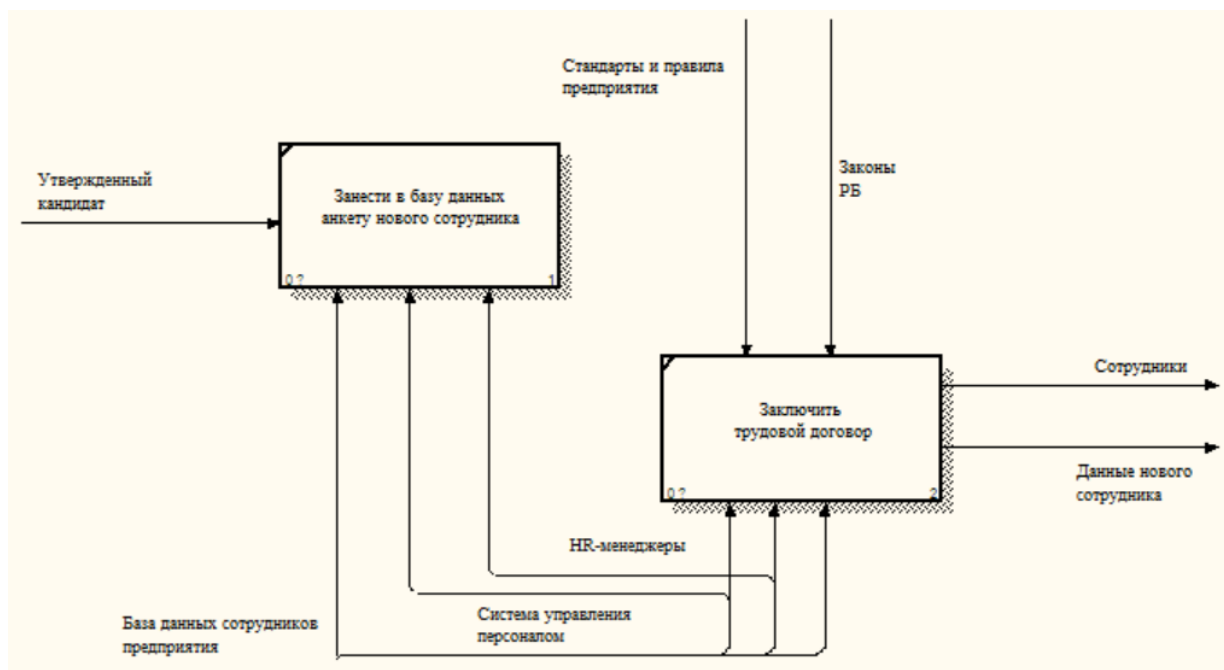 Стандарты и правила
предприятия
Утвержденный
кандидат
Занести в базу данных
анкету нового сотрудника
0 ?
1
Законы
РБ
Заключить
трудовой договор
0 ?
2
Сотрудники
Данные нового
сотрудника
HR-менеджеры
Система управления
персоналом
База данных сотрудников
предприятия